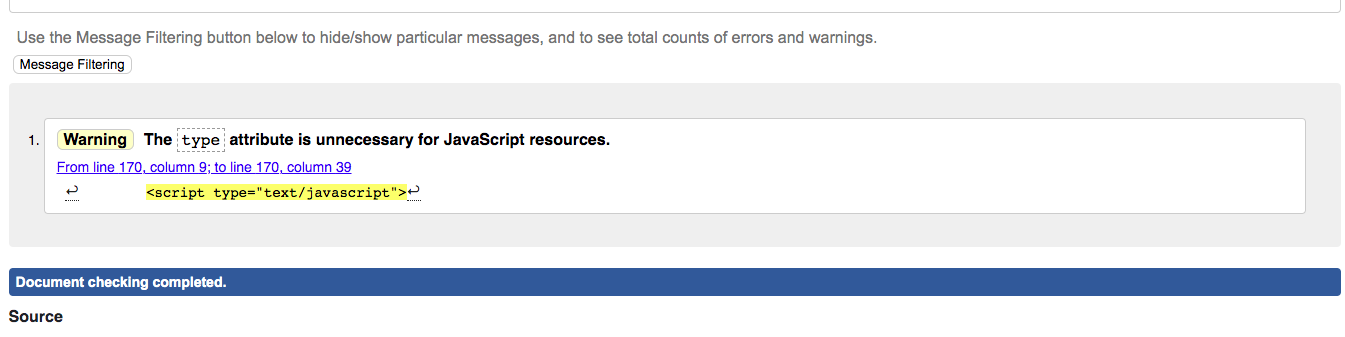 Use the Message Filtering button below to hide/show particular messages, and to see total counts of errors and warnings.
Message Filtering
1. Warning The type attribute is unnecessary for JavaScript resources.
From line 170, column 9; to line 170, column 39
↩ <script type="text/javascript">↩
Document checking completed.
Source